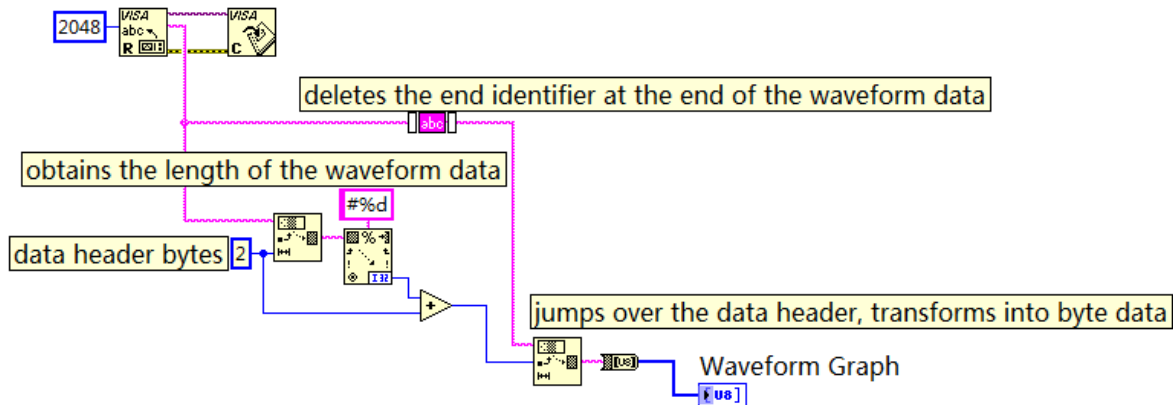 VISA
abc
R
VISA
C
2048
deletes the end identifier at the end of the waveform data
abc
obtains the length of the waveform data
#%d
%
I32
data header bytes
2
+
jumps over the data header, transforms into byte data
[U8]
Waveform Graph
U8]